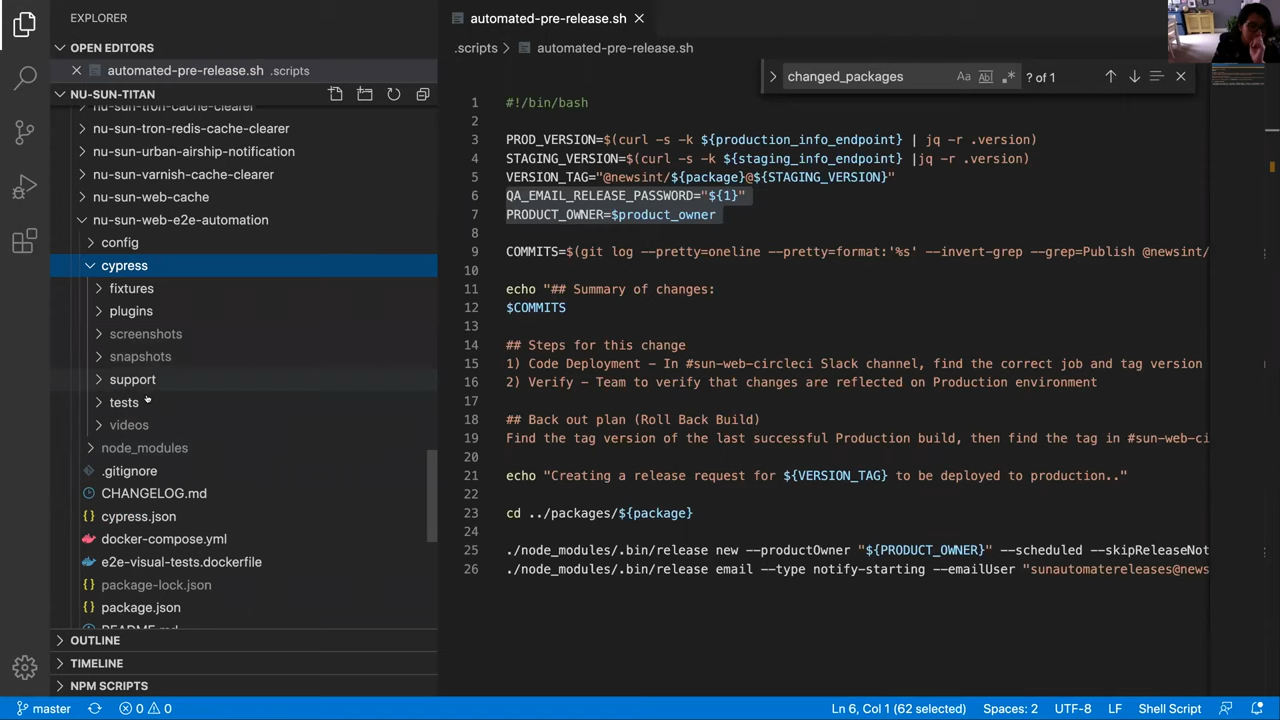 EXPLORER
OPEN EDITORS
automated-pre-release.sh .scripts
NU-SUN-TITAN
nu-sun-tron-cache-clearer
nu-sun-tron-redis-cache-clearer
nu-sun-urban-airship-notification
nu-sun-varnish-cache-clearer
nu-sun-web-cache
nu-sun-web-e2e-automation
config
cypress
fixtures
plugins
screenshots
snapshots
support
tests
videos
node_modules
.gitignore
CHANGELOG.md
cypress.json
docker-compose.yml
e2e-visual-tests.dockerfile
package-lock.json
package.json
README.md
OUTLINE
TIMELINE
NPM SCRIPTS
automated-pre-release.sh
.scripts > automated-pre-release.sh
changed_packages Aa Ab .* ? of 1
1 #!/bin/bash
2
3 PROD_VERSION=$(curl -s -k ${production_info_endpoint} | jq -r .version)
4 STAGING_VERSION=$(curl -s -k ${staging_info_endpoint} |jq -r .version)
5 VERSION_TAG="@newsint/${package}@${STAGING_VERSION}"
6 QA_EMAIL_RELEASE_PASSWORD="${1}"
7 PRODUCT_OWNER=$product_owner
8
9 COMMITS=$(git log --pretty=oneline --pretty=format:'%s' --invert-grep --grep=Publish @newsint/
10
11 echo "## Summary of changes:
12 $COMMITS
13
14 ## Steps for this change
15 1) Code Deployment - In #sun-web-circleci Slack channel, find the correct job and tag version
16 2) Verify - Team to verify that changes are reflected on Production environment
17
18 ## Back out plan (Roll Back Build)
19 Find the tag version of the last successful Production build, then find the tag in #sun-web-ci
20
21 echo "Creating a release request for ${VERSION_TAG} to be deployed to production.."
22
23 cd ../packages/${package}
24
25 ./node_modules/.bin/release new --productOwner "${PRODUCT_OWNER}" --scheduled --skipReleaseNot
26 ./node_modules/.bin/release email --type notify-starting --emailUser "sunautomatereleases@news
master 0 0 Ln 6, Col 1 (62 selected) Spaces: 2 UTF-8 LF Shell Script